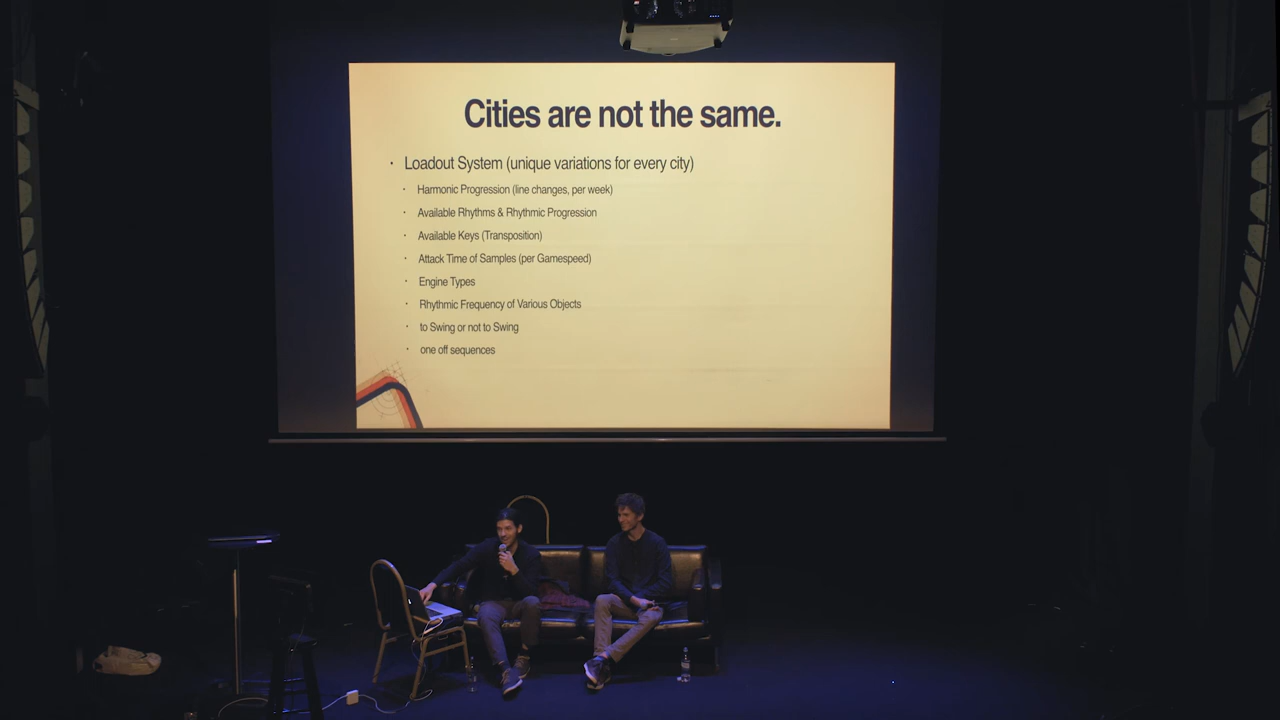 Cities are not the same.
· Loadout System (unique variations for every city)
· Harmonic Progression (line changes, per week)
· Available Rhythms & Rhythmic Progression
· Available Keys (Transposition)
· Attack Time of Samples (per Gamespeed)
· Engine Types
· Rhythmic Frequency of Various Objects
· to Swing or not to Swing
· one off sequences